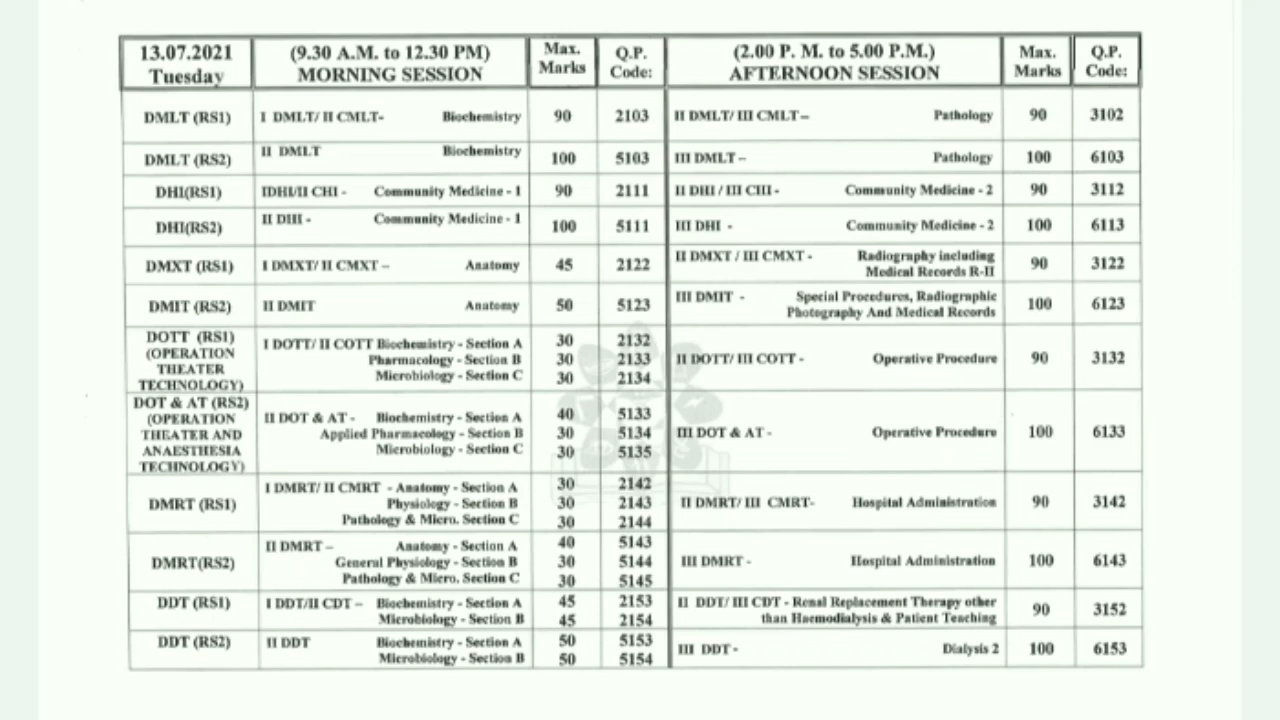 13.07.2021 Tuesday (9.30 A.M. to 12.30 PM) MORNING SESSION Max. Marks Q.P. Code: (2.00 P. M. to 5.00 P.M.) AFTERNOON SESSION Max. Marks Q.P. Code:
DMLT (RS1) I DMLT/ II CMLT- Biochemistry 90 2103 II DMLT/ III CMLT– Pathology 90 3102
DMLT (RS2) II DMLT Biochemistry 100 5103 III DMLT – Pathology 100 6103
DHI(RS1) IDHI/II CHI - Community Medicine - 1 90 2111 II DHI / III CHI - Community Medicine - 2 90 3112
DHI(RS2) II DHI - Community Medicine - 1 100 5111 III DHI - Community Medicine - 2 100 6113
DMXT (RS1) I DMXT/ II CMXT – Anatomy 45 2122 II DMXT / III CMXT - Radiography including
Medical Records R-II 90 3122
DMIT (RS2) II DMIT Anatomy 50 5123 III DMIT - Special Procedures, Radiographic
Photography And Medical Records 100 6123
DOTT (RS1)
(OPERATION
THEATER
TECHNOLOGY)
I DOTT/ II COTT Biochemistry - Section A 30 2132
Pharmacology - Section B 30 2133
Microbiology - Section C 30 2134
II DOTT/ III COTT - Operative Procedure 90 3132
DOT & AT (RS2)
(OPERATION
THEATER AND
ANAESTHESIA
TECHNOLOGY)
II DOT & AT - Biochemistry - Section A 40 5133
Applied Pharmacology - Section B 30 5134
Microbiology - Section C 30 5135
III DOT & AT - Operative Procedure 100 6133
DMRT (RS1)
I DMRT/ II CMRT - Anatomy - Section A 30 2142
Physiology - Section B 30 2143
Pathology & Micro. Section C 30 2144
II DMRT/ III CMRT- Hospital Administration 90 3142
DMRT(RS2)
II DMRT – Anatomy - Section A 40 5143
General Physiology - Section B 30 5144
Pathology & Micro. Section C 30 5145
III DMRT - Hospital Administration 100 6143
DDT (RS1)
I DDT/II CDT – Biochemistry - Section A 45 2153
Microbiology - Section B 45 2154
II DDT/ III CDT - Renal Replacement Therapy other
than Haemodialysis & Patient Teaching 90 3152
DDT (RS2)
II DDT Biochemistry - Section A 50 5153
Microbiology - Section B 50 5154
III DDT - Dialysis 2 100 6153